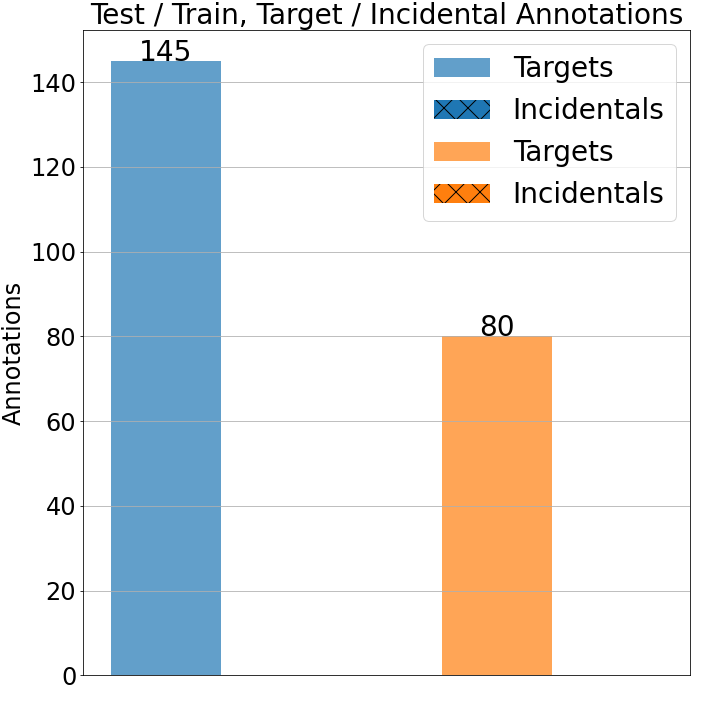 Test / Train, Target / Incidental Annotations
145
Targets
Incidentals
Targets
Incidentals
80
Annotations
140
120
100
80
60
40
20
0